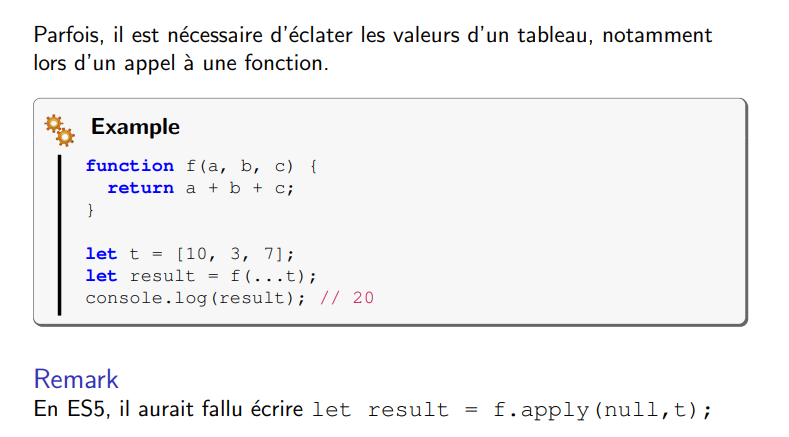 Parfois, il est nécessaire d'éclater les valeurs d'un tableau, notamment
lors d'un appel à une fonction.
Example
function f(a, b, c) {
  return a + b + c;
}
let t = [10, 3, 7];
let result = f(...t);
console.log(result); // 20
Remark
En ES5, il aurait fallu écrire let result = f.apply(null,t);